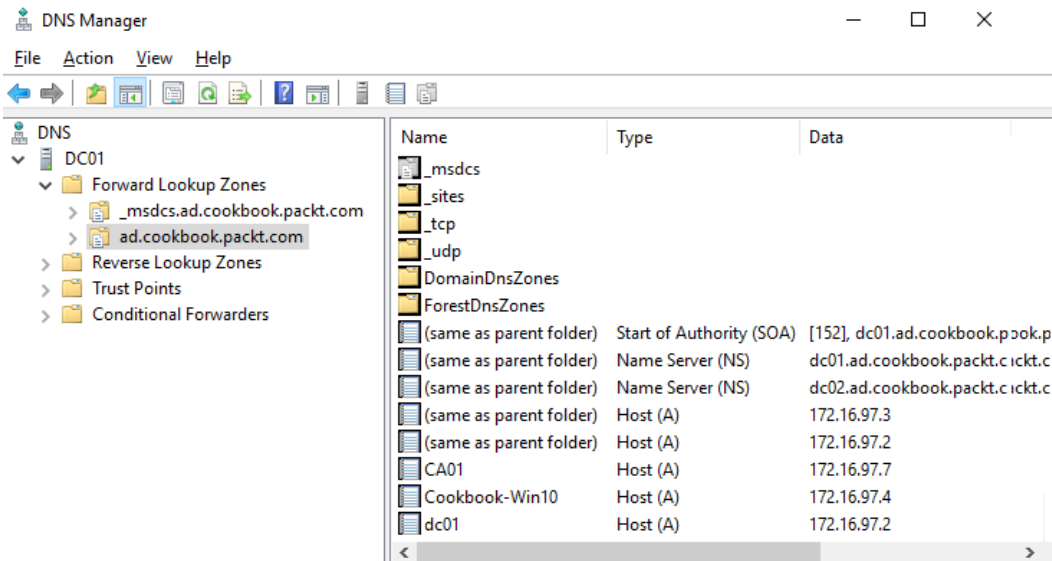 DNS Manager
File Action View Help
DNS
DC01
Forward Lookup Zones
_msdcs.ad.cookbook.packt.com
ad.cookbook.packt.com
Reverse Lookup Zones
Trust Points
Conditional Forwarders
Name Type Data
_msdcs
_sites
_tcp
_udp
DomainDnsZones
ForestDnsZones
(same as parent folder) Start of Authority (SOA) [152], dc01.ad.cookbook.
(same as parent folder) Name Server (NS) dc01.ad.cookbook.packt.c
(same as parent folder) Name Server (NS) dc02.ad.cookbook.packt.c
(same as parent folder) Host (A) 172.16.97.3
(same as parent folder) Host (A) 172.16.97.2
CA01 Host (A) 172.16.97.7
Cookbook-Win10 Host (A) 172.16.97.4
dc01 Host (A) 172.16.97.2